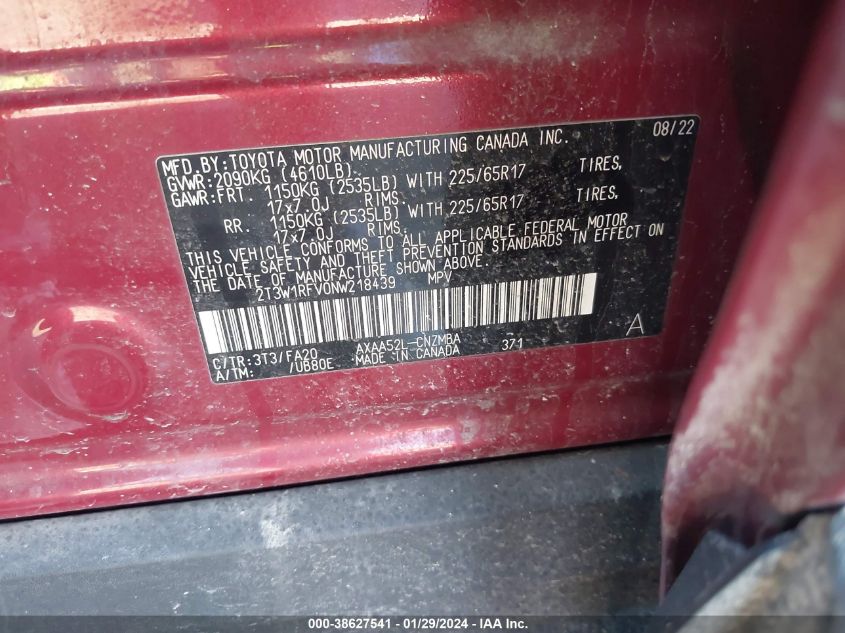 MFD.BY:TOYOTA MOTOR MANUFACTURING CANADA INC. 08/22
GVWR:2090KG (4610LB)
GAWR:FRT. 1150KG (2535LB) WITH 225/65R17 TIRES,
17x7.0J RIMS.
RR. 1150KG (2535LB) WITH 225/65R17 TIRES,
17x7.0J RIMS.
THIS VEHICLE CONFORMS TO ALL APPLICABLE FEDERAL MOTOR
VEHICLE SAFETY AND THEFT PREVENTION STANDARDS IN EFFECT ON
THE DATE OF MANUFACTURE SHOWN ABOVE.
2T3W1RFV0NW218439 MPV
C/TR:3T3/FA20 AXAA52L-CNZMBA 371 A
A/TM: /UB80E MADE IN CANADA
000-38627541 - 01/29/2024 - IAA Inc.